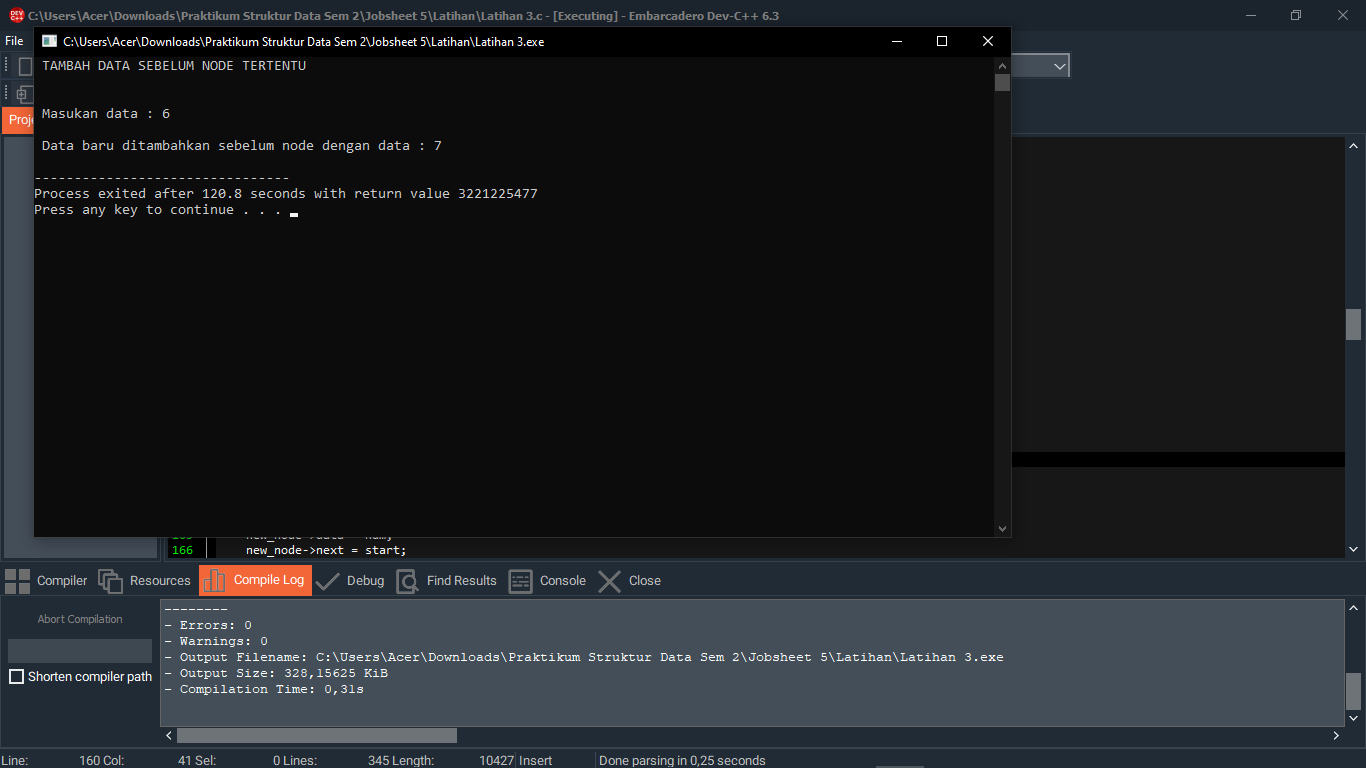 C:\Users\Acer\Downloads\Praktikum Struktur Data Sem 2\Jobsheet 5\Latihan\Latihan 3.c - [Executing] - Embarcadero Dev-C++ 6.3
File
C:\Users\Acer\Downloads\Praktikum Struktur Data Sem 2\Jobsheet 5\Latihan\Latihan 3.exe
TAMBAH DATA SEBELUM NODE TERTENTU
Masukan data : 6
Data baru ditambahkan sebelum node dengan data : 7
--------------------------------
Process exited after 120.8 seconds with return value 3221225477
Press any key to continue . . .
166 new_node->next = start;
Compiler Resources Compile Log Debug Find Results Console Close
Abort Compilation
Shorten compiler path
--------
- Errors: 0
- Warnings: 0
- Output Filename: C:\Users\Acer\Downloads\Praktikum Struktur Data Sem 2\Jobsheet 5\Latihan\Latihan 3.exe
- Output Size: 328,15625 KiB
- Compilation Time: 0,31s
Line: 160 Col: 41 Sel: 0 Lines: 345 Length: 10427 Insert Done parsing in 0,25 seconds